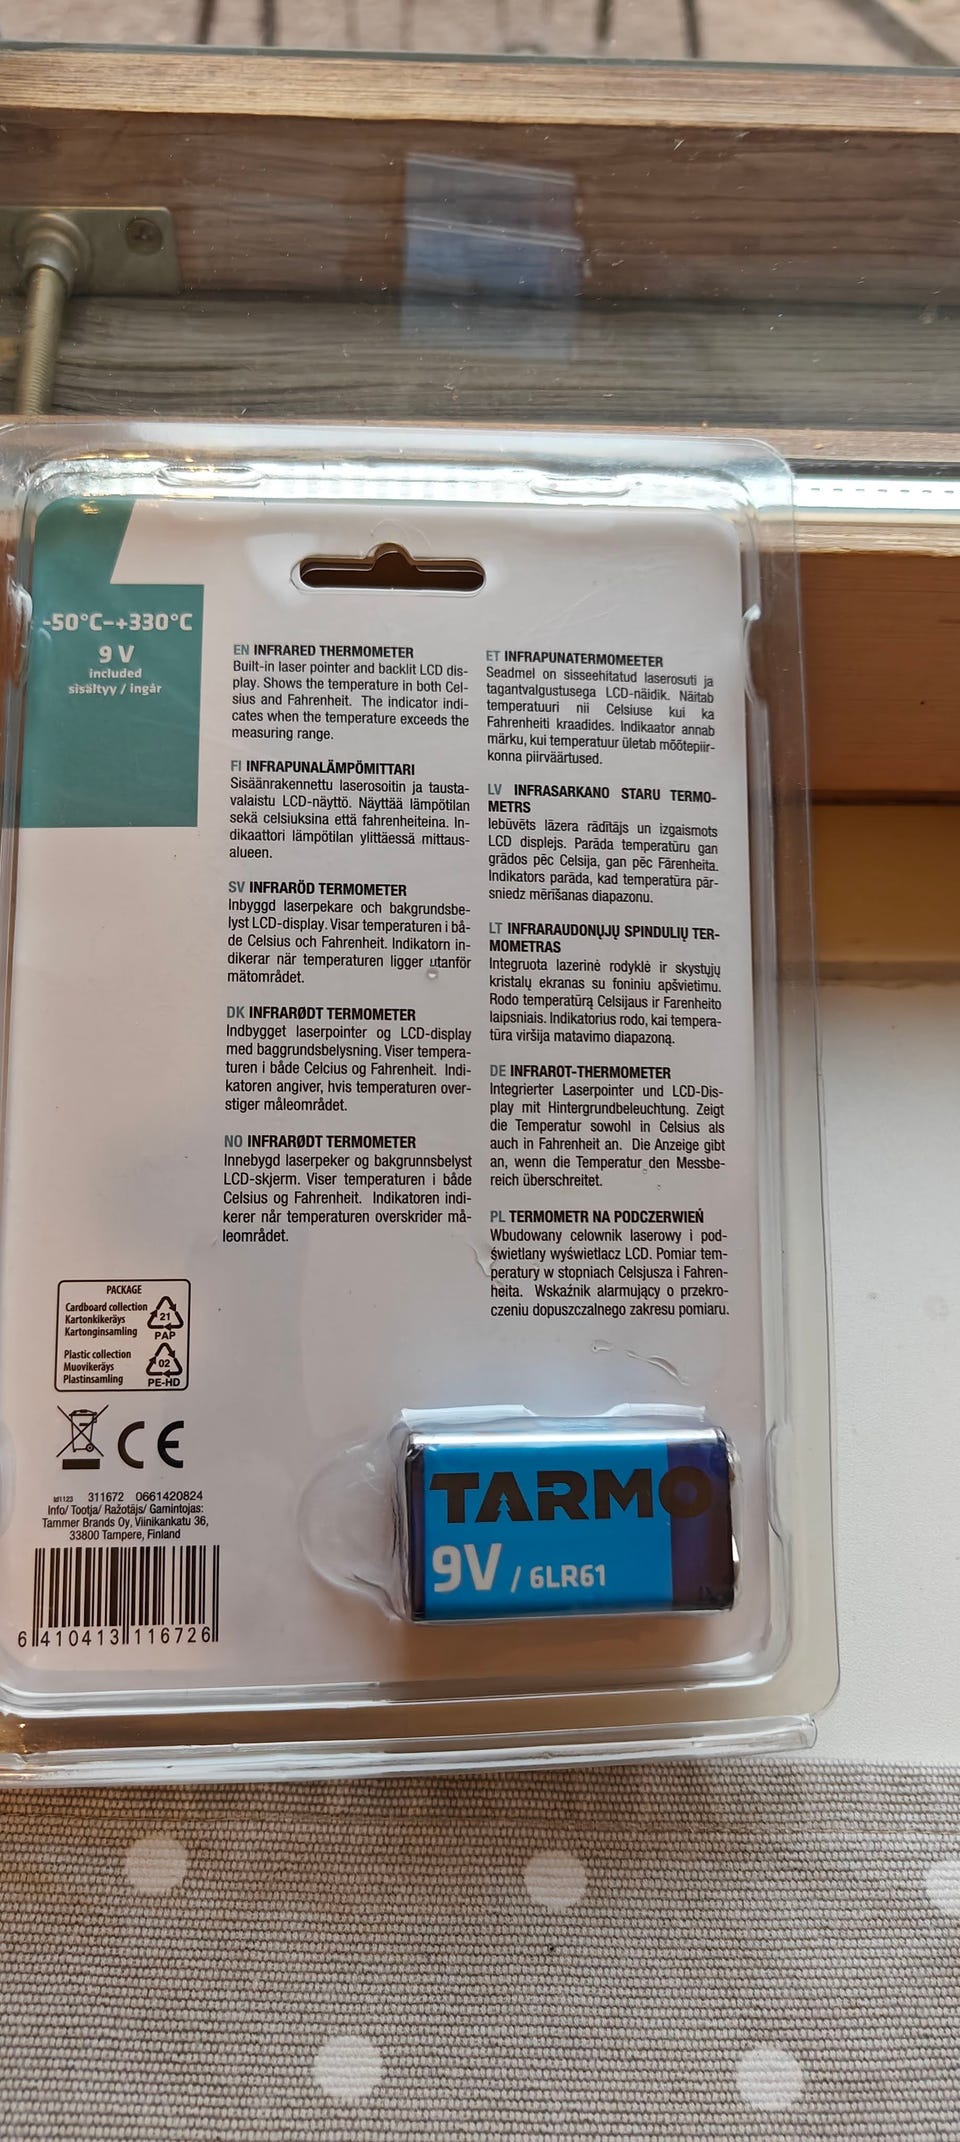 -50°C–+330°C
9 V
included
sisältyy / ingår
EN INFRARED THERMOMETER
Built-in laser pointer and backlit LCD dis-
play. Shows the temperature in both Cel-
sius and Fahrenheit. The indicator indi-
cates when the temperature exceeds the
measuring range.
FI INFRAPUNALÄMPÖMITTARI
Sisäänrakennettu laserosoitin ja tausta-
valaistu LCD-näyttö. Näyttää lämpötilan
sekä celsiuksina että fahrenheiteina. In-
dikaattori lämpötilan ylittäessä mittaus-
alueen.
SV INFRARÖD TERMOMETER
Inbyggd laserpekare och bakgrundsbe-
lyst LCD-display. Visar temperaturen i bå-
de Celsius och Fahrenheit. Indikatorn in-
dikerar när temperaturen ligger utanför
mätområdet.
DK INFRARØDT TERMOMETER
Indbygget laserpointer og LCD-display
med baggrundsbelysning. Viser tempera-
turen i både Celcius og Fahrenheit. Indi-
katoren angiver, hvis temperaturen over-
stiger måleområdet.
NO INFRARØDT TERMOMETER
Innebygd laserpeker og bakgrunnsbelyst
LCD-skjerm. Viser temperaturen i både
Celsius og Fahrenheit. Indikatoren indi-
kerer når temperaturen overskrider må-
leområdet.
ET INFRAPUNATERMOMEETER
Seadmel on sisseehitatud laserosuti ja
tagantvalgustusega LCD-näidik. Näitab
temperatuuri nii Celsiuse kui ka
Fahrenheiti kraadides. Indikaator annab
märku, kui temperatuur ületab mõõtepiir-
konna piirväärtused.
LV INFRASARKANO STARU TERMO-
METRS
Iebūvēts lāzera rādītājs un izgaismots
LCD displejs. Parāda temperatūru gan
grādos pēc Celsija, gan pēc Fārenheita.
Indikators parāda, kad temperatūra pār-
sniedz mērīšanas diapazonu.
LT INFRARAUDONŲJŲ SPINDULIŲ TER-
MOMETRAS
Integruota lazerinė rodyklė ir skystųjų
kristalų ekranas su foniniu apšvietimu.
Rodo temperatūrą Celsijaus ir Farenheito
laipsniais. Indikatorius rodo, kai tempera-
tūra viršija matavimo diapazoną.
DE INFRAROT-THERMOMETER
Integrierter Laserpointer und LCD-Dis-
play mit Hintergrundbeleuchtung. Zeigt
die Temperatur sowohl in Celsius als
auch in Fahrenheit an. Die Anzeige gibt
an, wenn die Temperatur den Messbe-
reich überschreitet.
PL TERMOMETR NA PODCZERWIEŃ
Wbudowany celownik laserowy i pod-
świetlany wyświetlacz LCD. Pomiar tem-
peratury w stopniach Celsjusza i Fahren-
heita. Wskaźnik alarmujący o przekro-
czeniu dopuszczalnego zakresu pomiaru.
PACKAGE
Cardboard collection
Kartonkikeräys
Kartonginsamling
21
PAP
Plastic collection
Muovikeräys
Plastinsamling
02
PE-HD
CE
ld1123 311672 0661420824
Info/ Tootja/ Ražotājs/ Gamintojas:
Tammer Brands Oy, Viinikankatu 36,
33800 Tampere, Finland
6 410413 116726
TARMO
9V / 6LR61